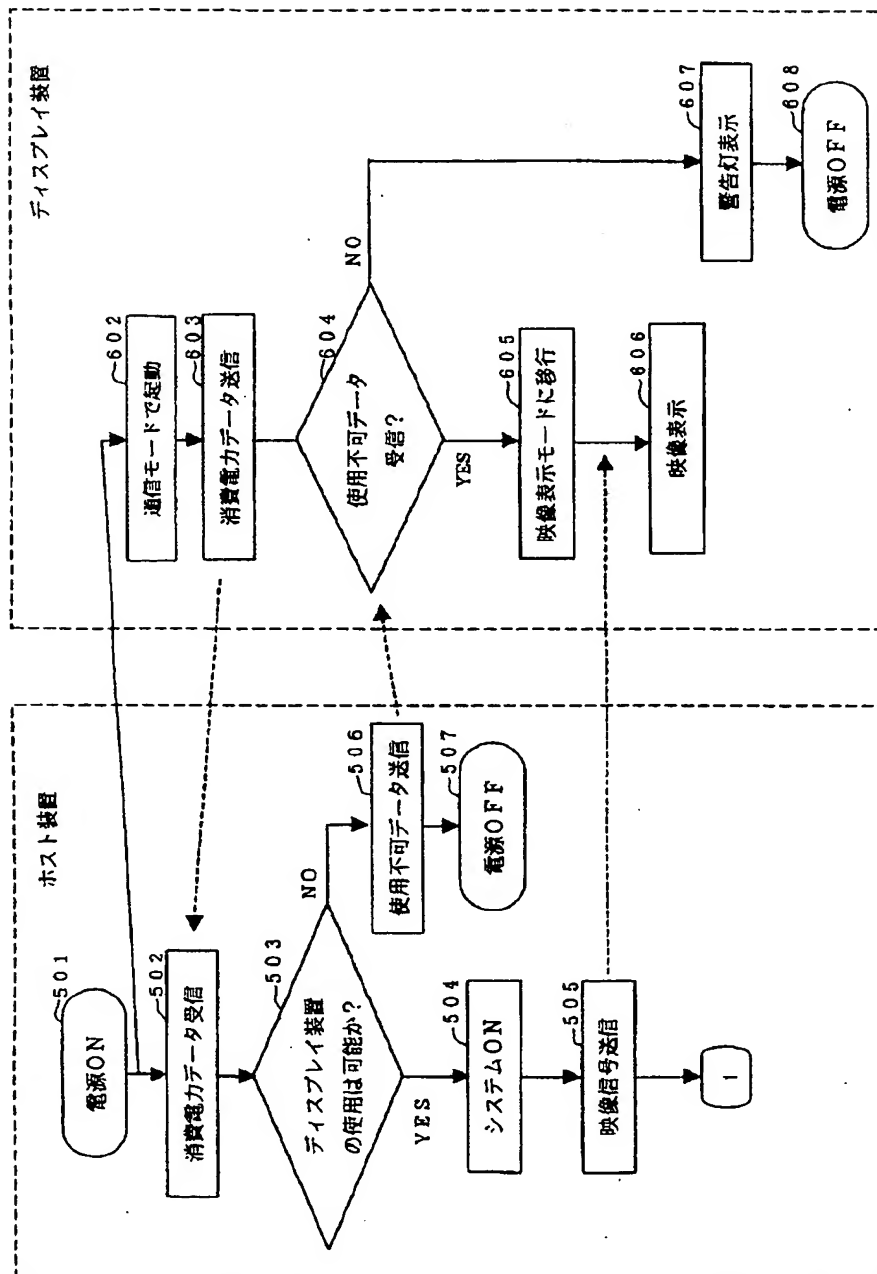 ホスト装置
501
電源ON
502
消費電力データ受信
503
ディスプレイ装置
の使用は可能か?
NO
YES
506
使用不可データ送信
507
電源OFF
504
システムON
505
映像信号送信
1
ディスプレイ装置
602
通信モードで起動
603
消費電力データ送信
604
使用不可データ
受信?
NO
YES
605
映像表示モードに移行
606
映像表示
607
警告灯表示
608
電源OFF